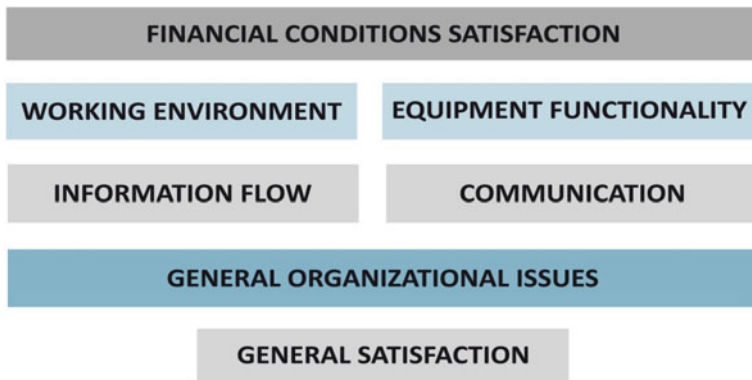 FINANCIAL CONDITIONS SATISFACTION
WORKING ENVIRONMENT
EQUIPMENT FUNCTIONALITY
INFORMATION FLOW
COMMUNICATION
GENERAL ORGANIZATIONAL ISSUES
GENERAL SATISFACTION